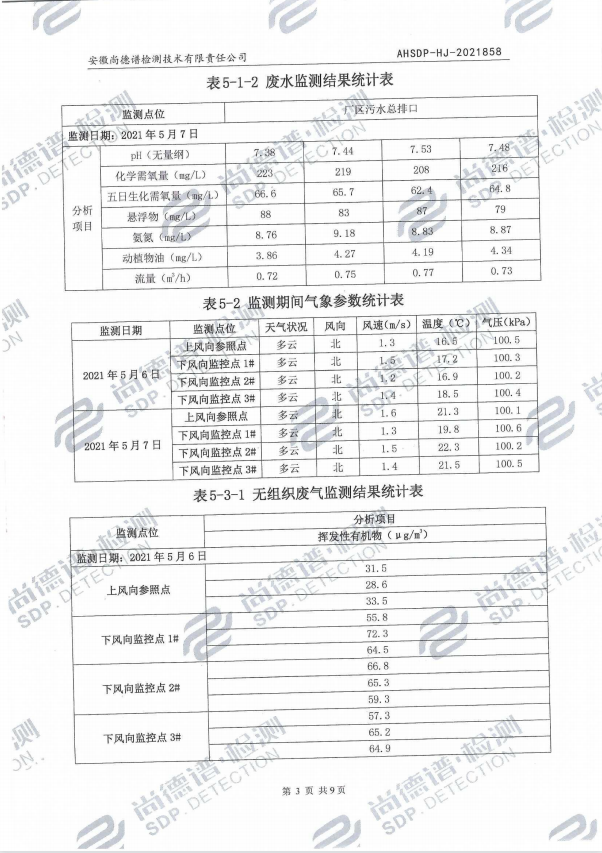 安徽尚德谱检测技术有限责任公司 AHSDP-HJ-2021858
表5-1-2 废水监测结果统计表
监测点位 厂区污水总排口
监测日期：2021 年 5 月 7 日
分析项目
pH（无量纲） 7.38 7.44 7.53 7.48
化学需氧量（mg/L） 223 219 208 216
五日生化需氧量（mg/L） 66.6 65.7 62.4 64.8
悬浮物（mg/L） 88 83 87 79
氨氮（mg/L） 8.76 9.18 8.83 8.87
动植物油（mg/L） 3.86 4.27 4.19 4.34
流量（m³/h） 0.72 0.75 0.77 0.73
表5-2 监测期间气象参数统计表
监测日期 监测点位 天气状况 风向 风速(m/s) 温度（℃） 气压(kPa)
2021 年 5 月 6 日
上风向参照点 多云 北 1.3 16.5 100.5
下风向监控点 1# 多云 北 1.5 17.2 100.3
下风向监控点 2# 多云 北 1.2 16.9 100.2
下风向监控点 3# 多云 北 1.4 18.5 100.4
2021 年 5 月 7 日
上风向参照点 多云 北 1.6 21.3 100.1
下风向监控点 1# 多云 北 1.3 19.8 100.6
下风向监控点 2# 多云 北 1.5 22.3 100.2
下风向监控点 3# 多云 北 1.4 21.5 100.5
表5-3-1 无组织废气监测结果统计表
监测点位 分析项目
挥发性有机物（μg/m³）
监测日期：2021 年 5 月 6 日
上风向参照点
31.5
28.6
33.5
下风向监控点 1#
55.8
72.3
64.5
下风向监控点 2#
66.8
65.3
59.3
下风向监控点 3#
57.3
65.2
64.9
第 3 页 共 9 页
尚德谱·检测
SDP.DETECTION